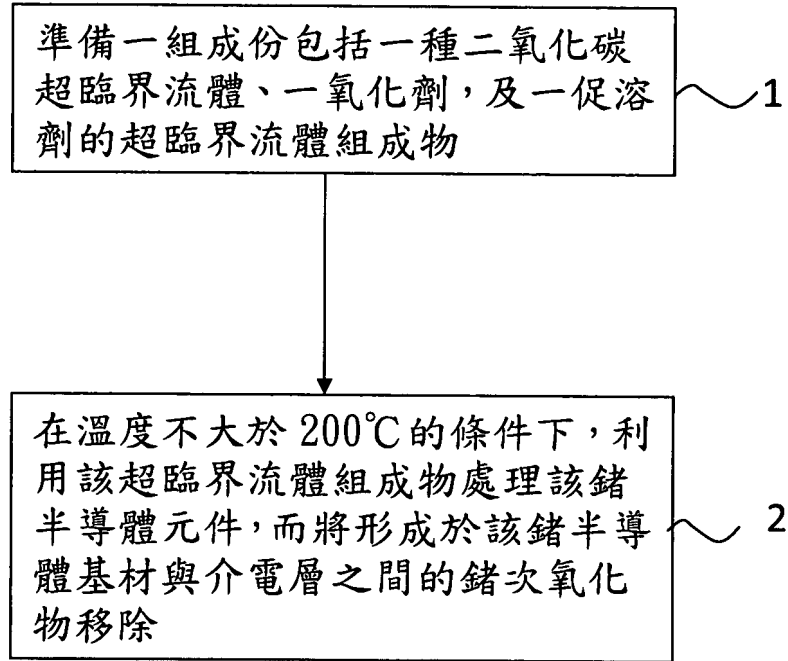 準備一組成份包括一種二氧化碳
超臨界流體、一氧化劑，及一促溶
劑的超臨界流體組成物
1
在溫度不大於200℃的條件下，利
用該超臨界流體組成物處理該鍺
半導體元件，而將形成於該鍺半導
體基材與介電層之間的鍺次氧化
物移除
2